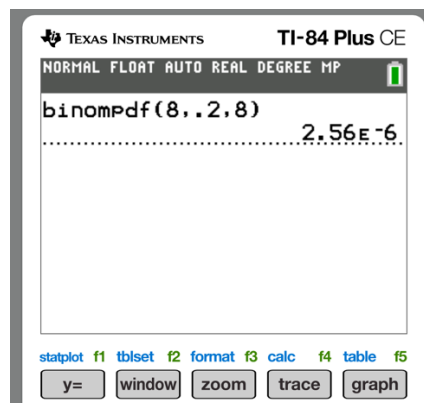 TEXAS INSTRUMENTS TI-84 Plus CE
NORMAL FLOAT AUTO REAL DEGREE MP
binompdf(8,.2,8)
2.56E-6
statplot f1 tblset f2 format f3 calc f4 table f5
y= window zoom trace graph